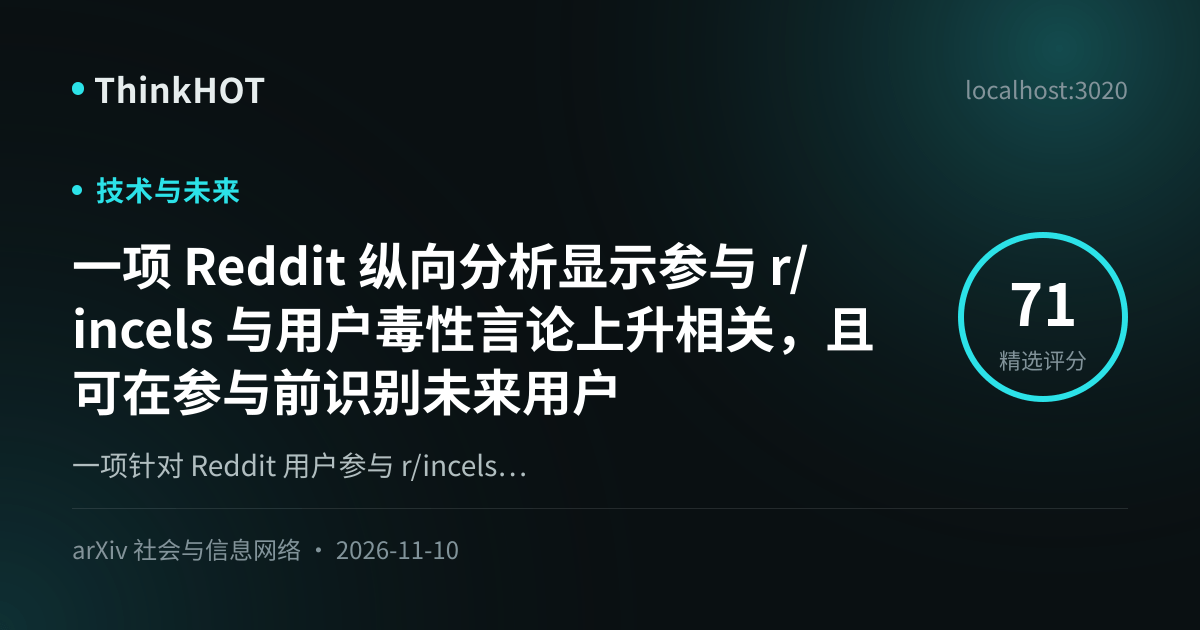 ThinkHOT
localhost:3020
技术与未来
一项 Reddit 纵向分析显示参与 r/
incels 与用户毒性言论上升相关，且
可在参与前识别未来用户
71
精选评分
一项针对 Reddit 用户参与 r/incels…
arXiv 社会与信息网络 · 2026-11-10